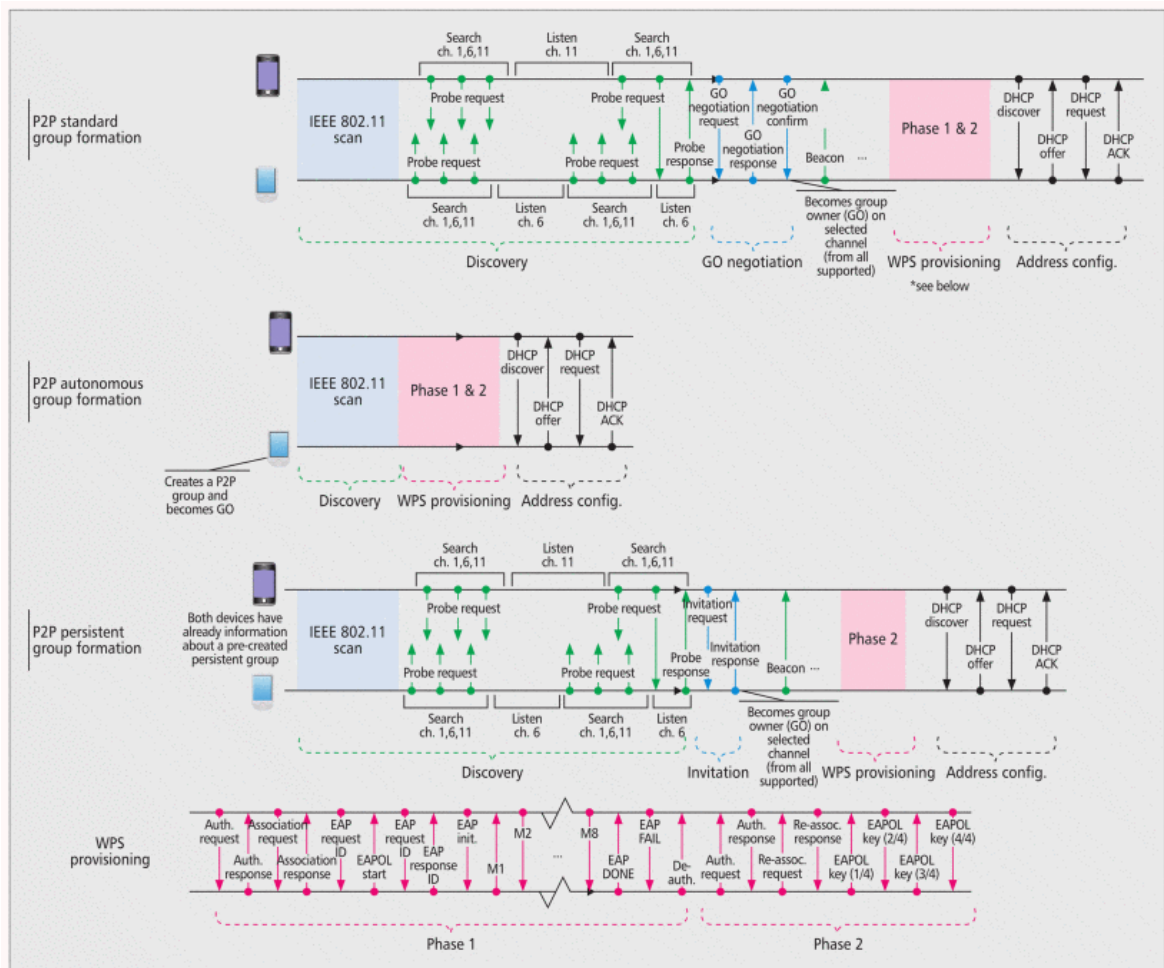 Search
ch. 1,6,11
Listen
ch. 11
Search
ch. 1,6,11
P2P standard
group formation
IEEE 802.11
scan
Probe request
Probe request
Probe request
Probe request
Probe
response
GO
negotiation
request
GO
negotiation
response
GO
negotiation
confirm
Beacon ...
Phase 1 & 2
DHCP
discover
DHCP
offer
DHCP
request
DHCP
ACK
Search
ch. 1,6,11
Listen
ch. 6
Search
ch. 1,6,11
Listen
ch. 6
Becomes group
owner (GO) on
selected
channel
(from all
supported)
Discovery
GO negotiation
WPS provisioning
*see below
Address config.
P2P autonomous
group formation
IEEE 802.11
scan
Phase 1 & 2
DHCP
discover
DHCP
offer
DHCP
request
DHCP
ACK
Creates a P2P
group and
becomes GO
Discovery
WPS provisioning
Address config.
Search
ch. 1,6,11
Listen
ch.11
Search
ch. 1,6,11
P2P persistent
group formation
Both devices have
already information
about a pre-created
persistent group
IEEE 802.11
scan
Probe request
Probe request
Probe request
Probe request
Probe
response
Invitation
request
Invitation
response
Beacon ...
Phase 2
DHCP
discover
DHCP
offer
DHCP
request
DHCP
ACK
Search
ch. 1,6,11
Listen
ch. 6
Search
ch. 1,6,11
Listen
ch. 6
Becomes group
owner (GO) on
selected
channel
(from all
supported)
Discovery
Invitation
WPS provisioning
Address config.
WPS
provisioning
Auth.
request
Auth.
response
Association
request
Association
response
EAP
request
ID
EAPOL
start
EAP
request
ID
EAP
response
ID
EAP
init.
M1
M2
...
M8
EAP
DONE
EAP
FAIL
De-
auth.
Auth.
request
Auth.
response
Re-assoc.
request
Re-assoc.
response
EAPOL
key (1/4)
EAPOL
key (2/4)
EAPOL
key (3/4)
EAPOL
key (4/4)
Phase 1
Phase 2